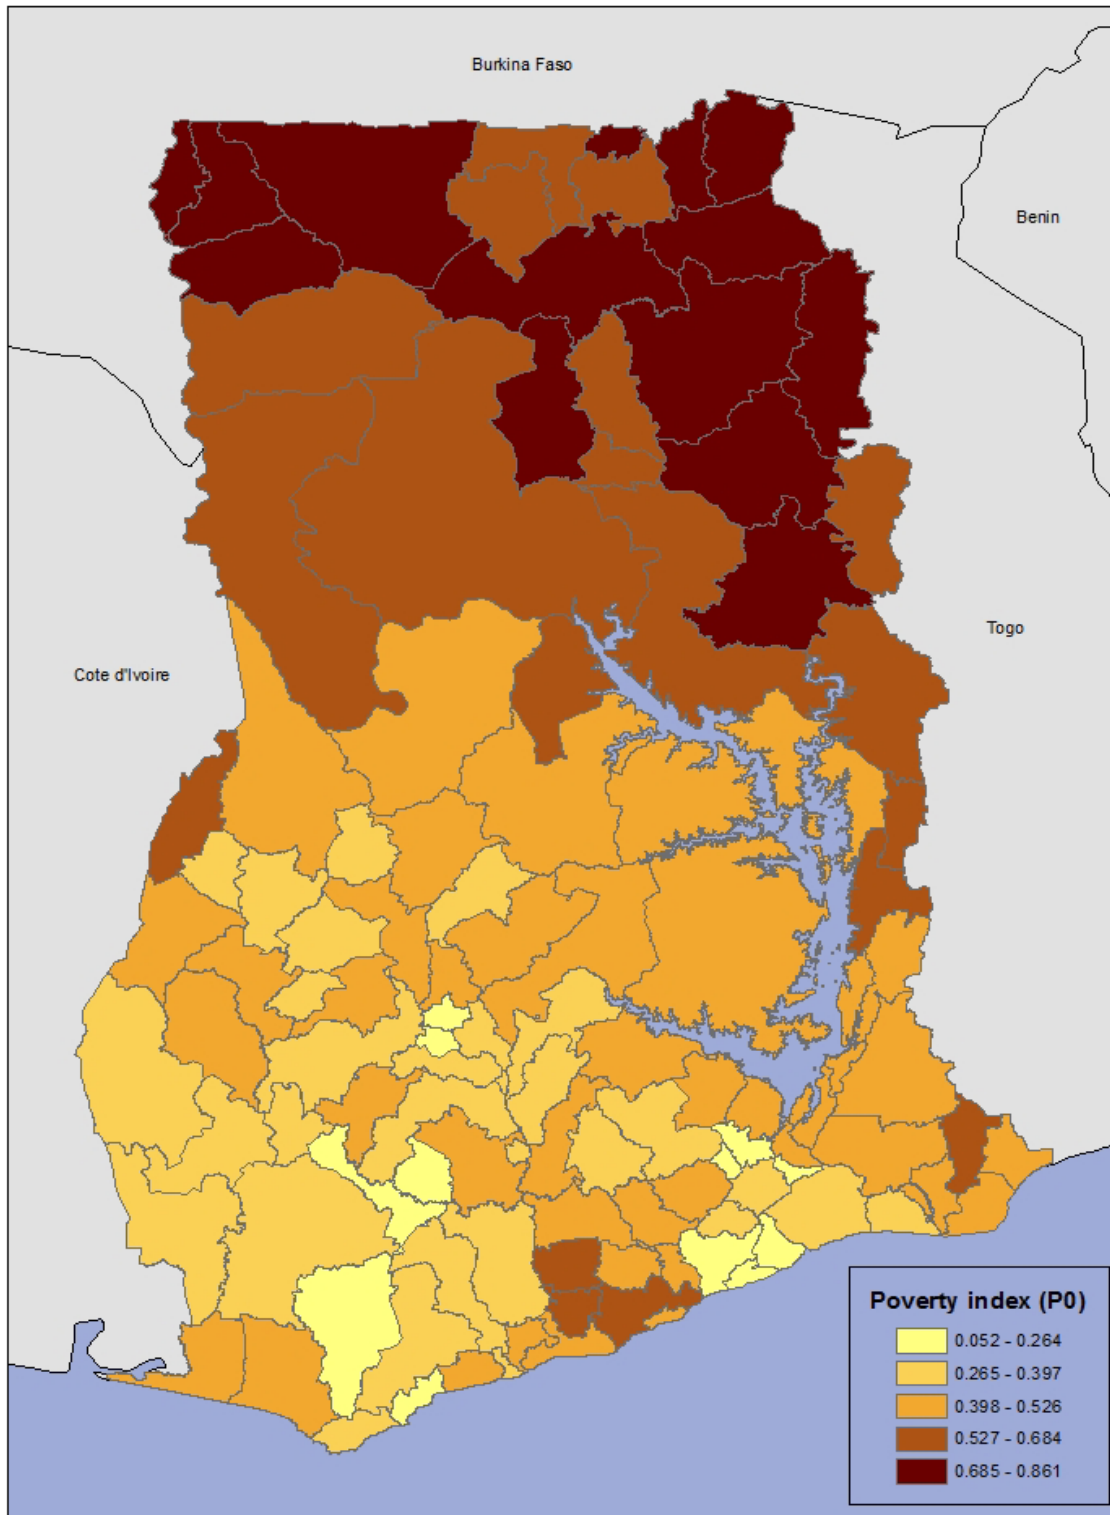 Burkina Faso
Benin
Togo
Cote d'Ivoire
Poverty index (P0)
0.052 - 0.264
0.265 - 0.397
0.398 - 0.526
0.527 - 0.684
0.685 - 0.861